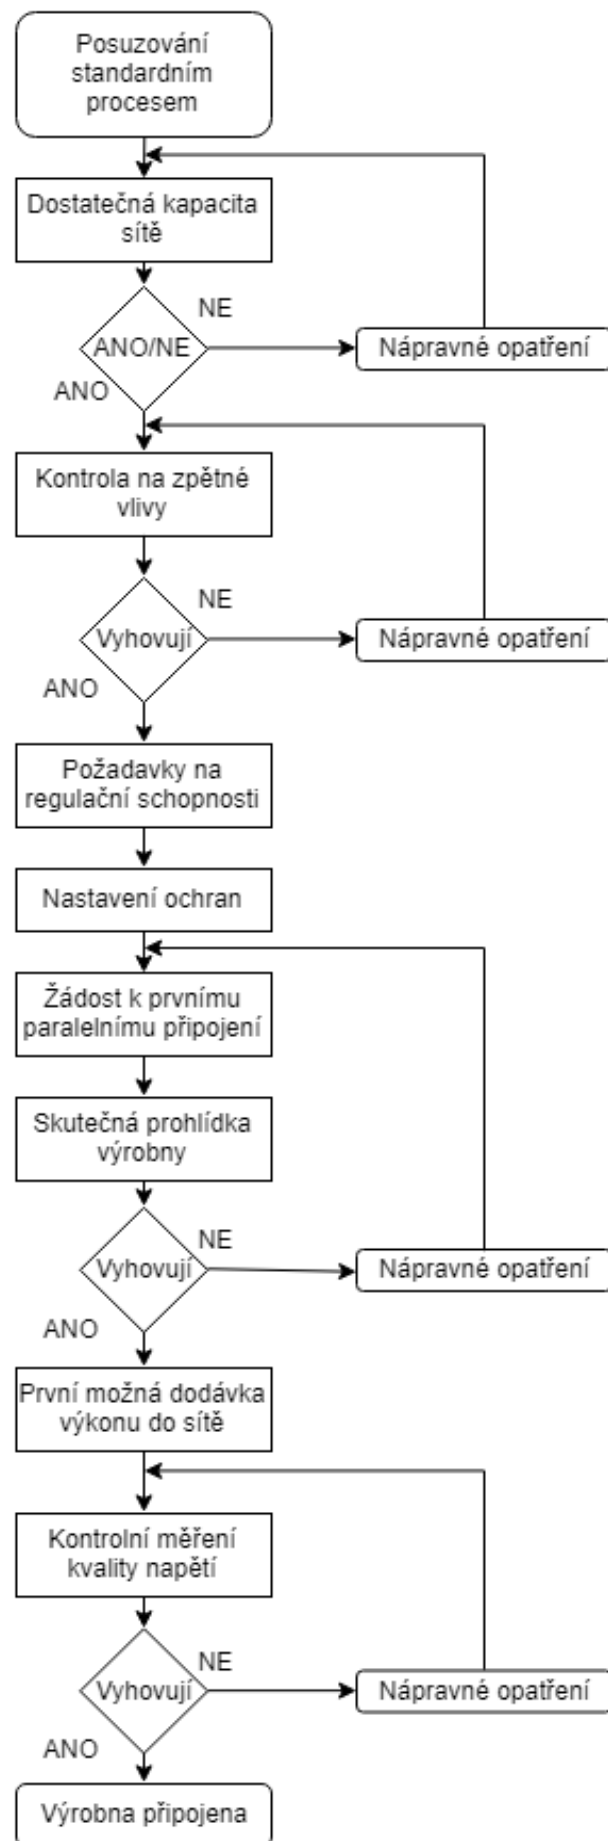 Posuzování
standardním
procesem
Dostatečná kapacita
sítě
NE
ANO/NE
Nápravné opatření
ANO
Kontrola na zpětné
vlivy
NE
Vyhovují
Nápravné opatření
ANO
Požadavky na
regulační schopnosti
Nastavení ochran
Žádost k prvnímu
paralelnímu připojení
Skutečná prohlídka
výrobny
NE
Vyhovují
Nápravné opatření
ANO
První možná dodávka
výkonu do sítě
Kontrolní měření
kvality napětí
NE
Vyhovují
Nápravné opatření
ANO
Výrobna připojena